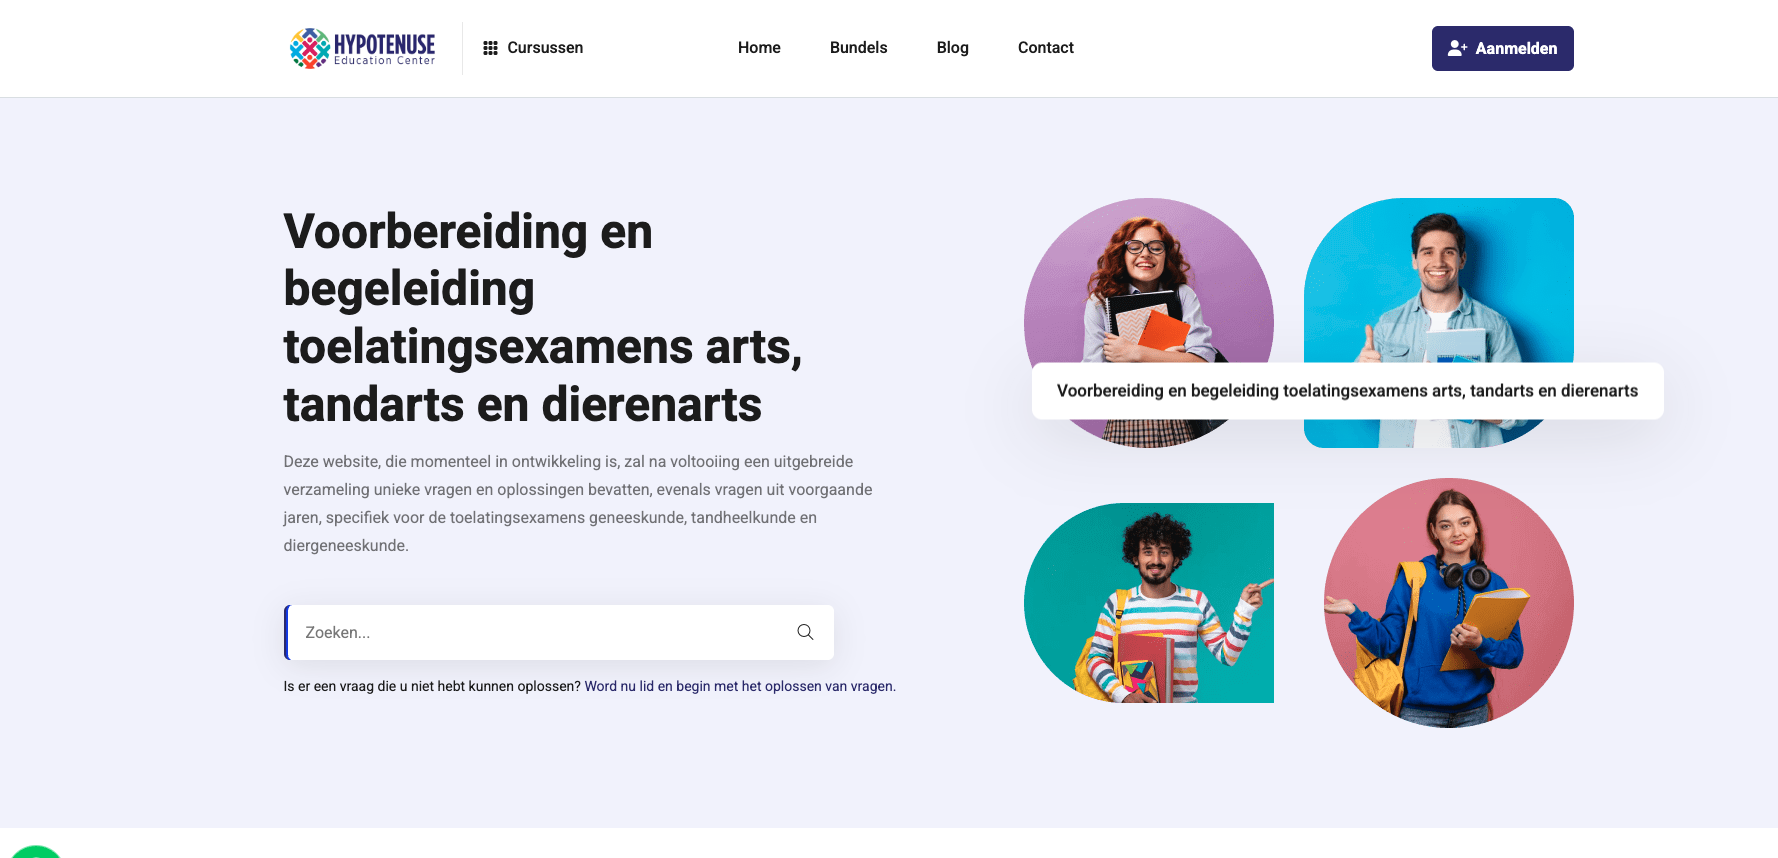 HYPOTENUSE
Education Center
Cursussen
Home
Bundels
Blog
Contact
Aanmelden
Voorbereiding en
begeleiding
toelatingsexamens arts,
tandarts en dierenarts
Deze website, die momenteel in ontwikkeling is, zal na voltooiing een uitgebreide
verzameling unieke vragen en oplossingen bevatten, evenals vragen uit voorgaande
jaren, specifiek voor de toelatingsexamens geneeskunde, tandheelkunde en
diergeneeskunde.
Zoeken...
Is er een vraag die u niet hebt kunnen oplossen? Word nu lid en begin met het oplossen van vragen.
Voorbereiding en begeleiding toelatingsexamens arts, tandarts en dierenarts